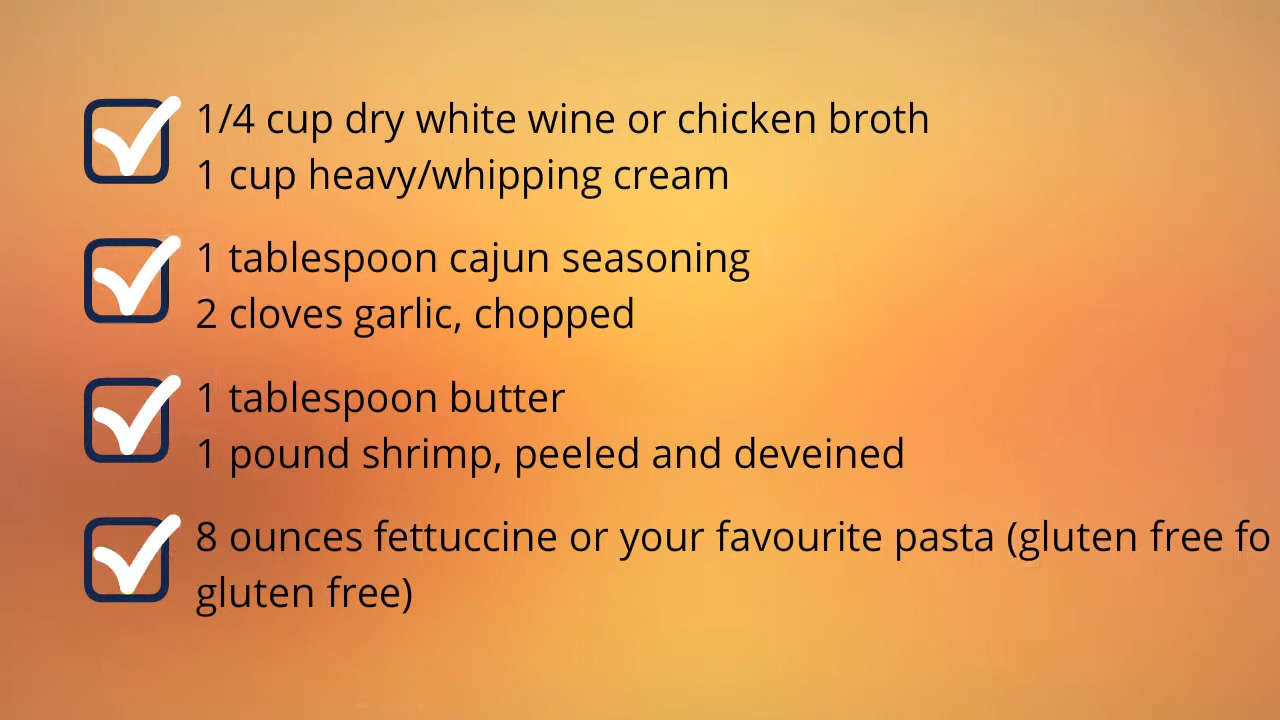 1/4 cup dry white wine or chicken broth
1 cup heavy/whipping cream
1 tablespoon cajun seasoning
2 cloves garlic, chopped
1 tablespoon butter
1 pound shrimp, peeled and deveined
8 ounces fettuccine or your favourite pasta (gluten free fo
gluten free)